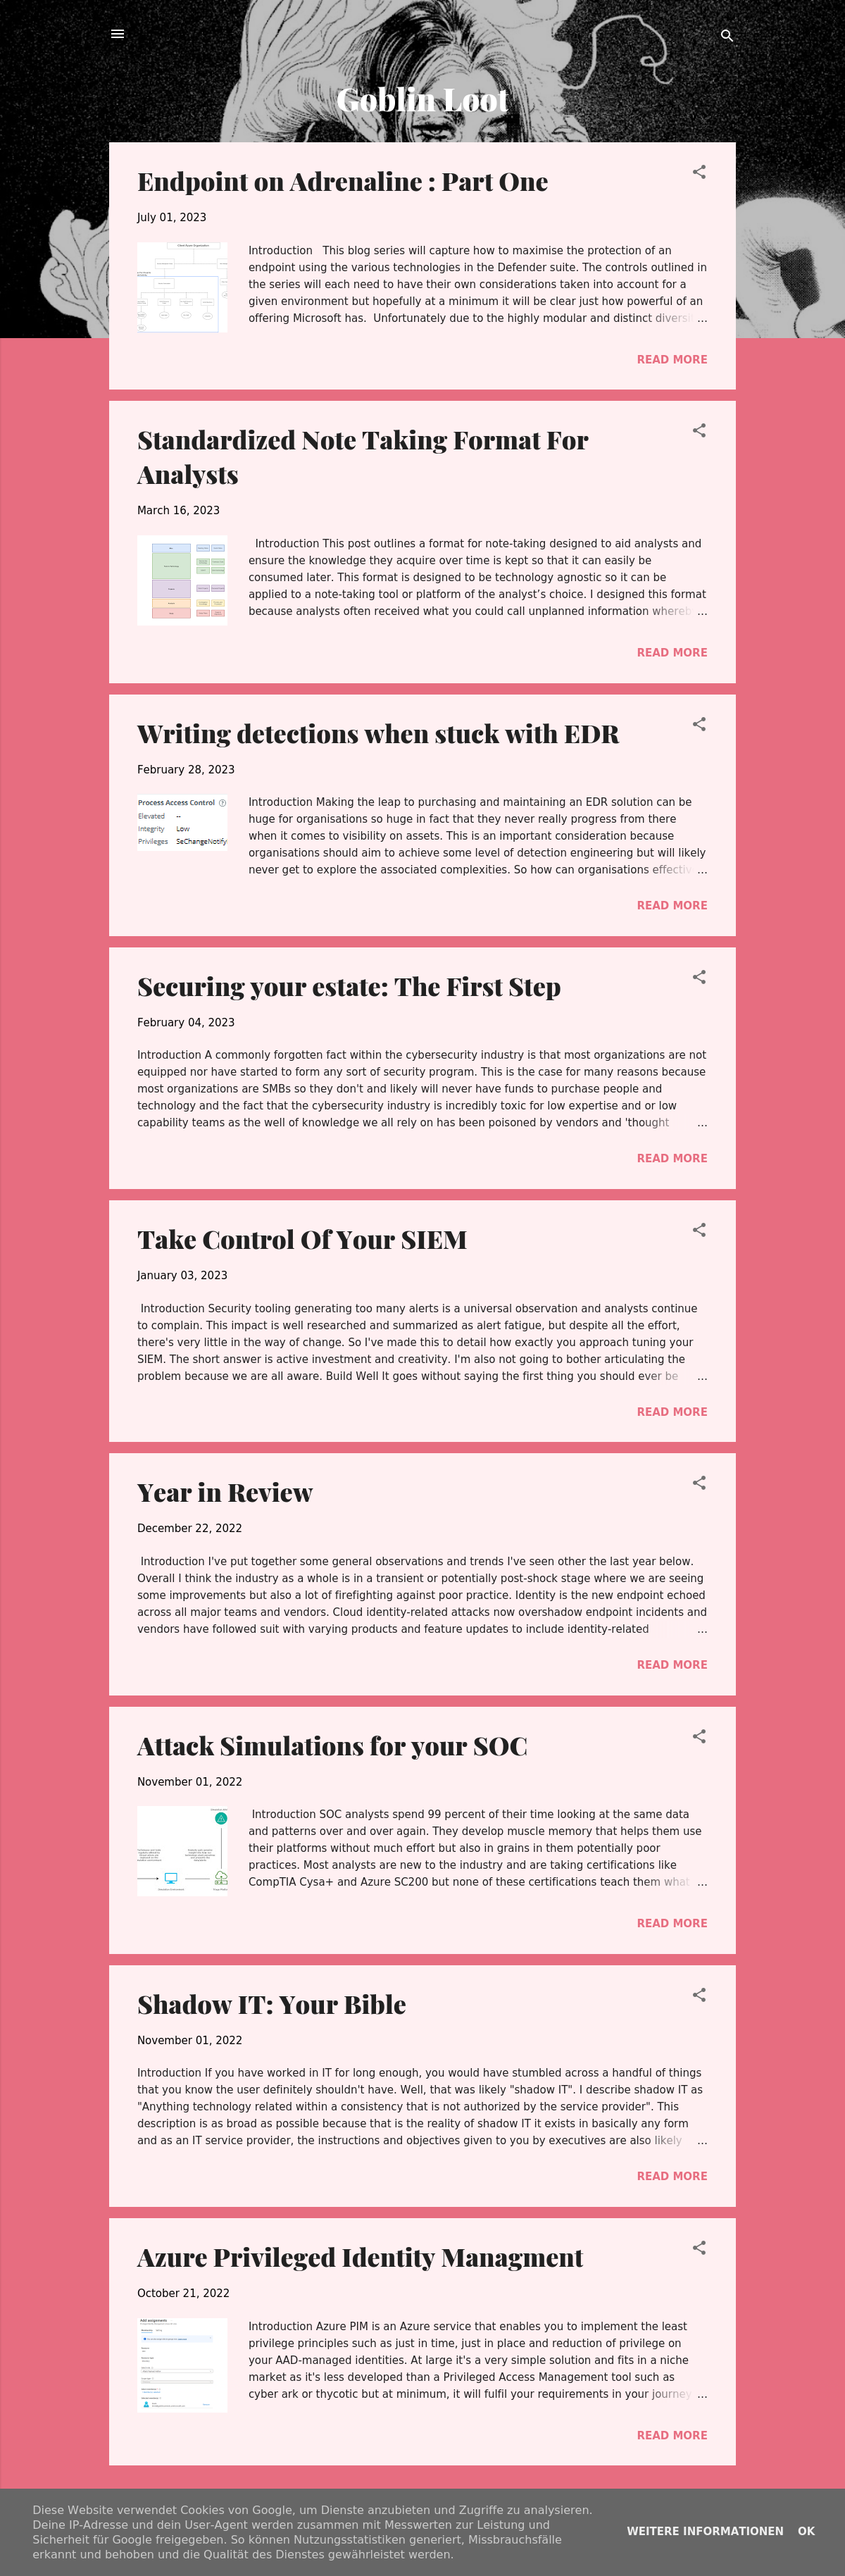 Goblin Loot
Endpoint on Adrenaline : Part One
July 01, 2023
Introduction   This blog series will capture how to maximise the protection of an
endpoint using the various technologies in the Defender suite. The controls outlined in
the series will each need to have their own considerations taken into account for a
given environment but hopefully at a minimum it will be clear just how powerful of an
offering Microsoft has.  Unfortunately due to the highly modular and distinct …
READ MORE
Standardized Note Taking Format For
Analysts
March 16, 2023
Introduction This post outlines a format for note-taking designed to aid analysts and
ensure the knowledge they acquire over time is kept so that it can easily be
consumed later. This format is designed to be technology agnostic so it can be
applied to a note-taking tool or platform of the analyst’s choice. I designed this format
because analysts often received what you could call unplanned information …
READ MORE
Writing detections when stuck with EDR
February 28, 2023
Process Access Control
Elevated --
Integrity Low
Privileges SeChangeNotify
Introduction Making the leap to purchasing and maintaining an EDR solution can be
huge for organisations so huge in fact that they never really progress from there
when it comes to visibility on assets. This is an important consideration because
organisations should aim to achieve some level of detection engineering but will likely
never get to explore the associated complexities. So how can organisations …
READ MORE
Securing your estate: The First Step
February 04, 2023
Introduction A commonly forgotten fact within the cybersecurity industry is that most organizations are not
equipped nor have started to form any sort of security program. This is the case for many reasons because
most organizations are SMBs so they don't and likely will never have funds to purchase people and
technology and the fact that the cybersecurity industry is incredibly toxic for low expertise and or low
capability teams as the well of knowledge we all rely on has been poisoned by vendors and 'thought …
READ MORE
Take Control Of Your SIEM
January 03, 2023
Introduction Security tooling generating too many alerts is a universal observation and analysts continue
to complain. This impact is well researched and summarized as alert fatigue, but despite all the effort,
there's very little in the way of change. So I've made this to detail how exactly you approach tuning your
SIEM. The short answer is active investment and creativity. I'm also not going to bother articulating the
problem because we are all aware. Build Well It goes without saying the first thing you should ever be …
READ MORE
Year in Review
December 22, 2022
Introduction I've put together some general observations and trends I've seen other the last year below.
Overall I think the industry as a whole is in a transient or potentially post-shock stage where we are seeing
some improvements but also a lot of firefighting against poor practice. Identity is the new endpoint echoed
across all major teams and vendors. Cloud identity-related attacks now overshadow endpoint incidents and
vendors have followed suit with varying products and feature updates to include identity-related …
READ MORE
Attack Simulations for your SOC
November 01, 2022
Introduction SOC analysts spend 99 percent of their time looking at the same data
and patterns over and over again. They develop muscle memory that helps them use
their platforms without much effort but also in grains in them potentially poor
practices. Most analysts are new to the industry and are taking certifications like
CompTIA Cysa+ and Azure SC200 but none of these certifications teach them what …
READ MORE
Shadow IT: Your Bible
November 01, 2022
Introduction If you have worked in IT for long enough, you would have stumbled across a handful of things
that you know the user definitely shouldn't have. Well, that was likely "shadow IT". I describe shadow IT as
"Anything technology related within a consistency that is not authorized by the service provider". This
description is as broad as possible because that is the reality of shadow IT it exists in basically any form
and as an IT service provider, the instructions and objectives given to you by executives are also likely …
READ MORE
Azure Privileged Identity Managment
October 21, 2022
Add assignments
Introduction Azure PIM is an Azure service that enables you to implement the least
privilege principles such as just in time, just in place and reduction of privilege on
your AAD-managed identities. At large it's a very simple solution and fits in a niche
market as it's less developed than a Privileged Access Management tool such as
cyber ark or thycotic but at minimum, it will fulfil your requirements in your journey …
READ MORE
Diese Website verwendet Cookies von Google, um Dienste anzubieten und Zugriffe zu analysieren.
Deine IP-Adresse und dein User-Agent werden zusammen mit Messwerten zur Leistung und
Sicherheit für Google freigegeben. So können Nutzungsstatistiken generiert, Missbrauchsfälle
erkannt und behoben und die Qualität des Dienstes gewährleistet werden.
WEITERE INFORMATIONEN OK